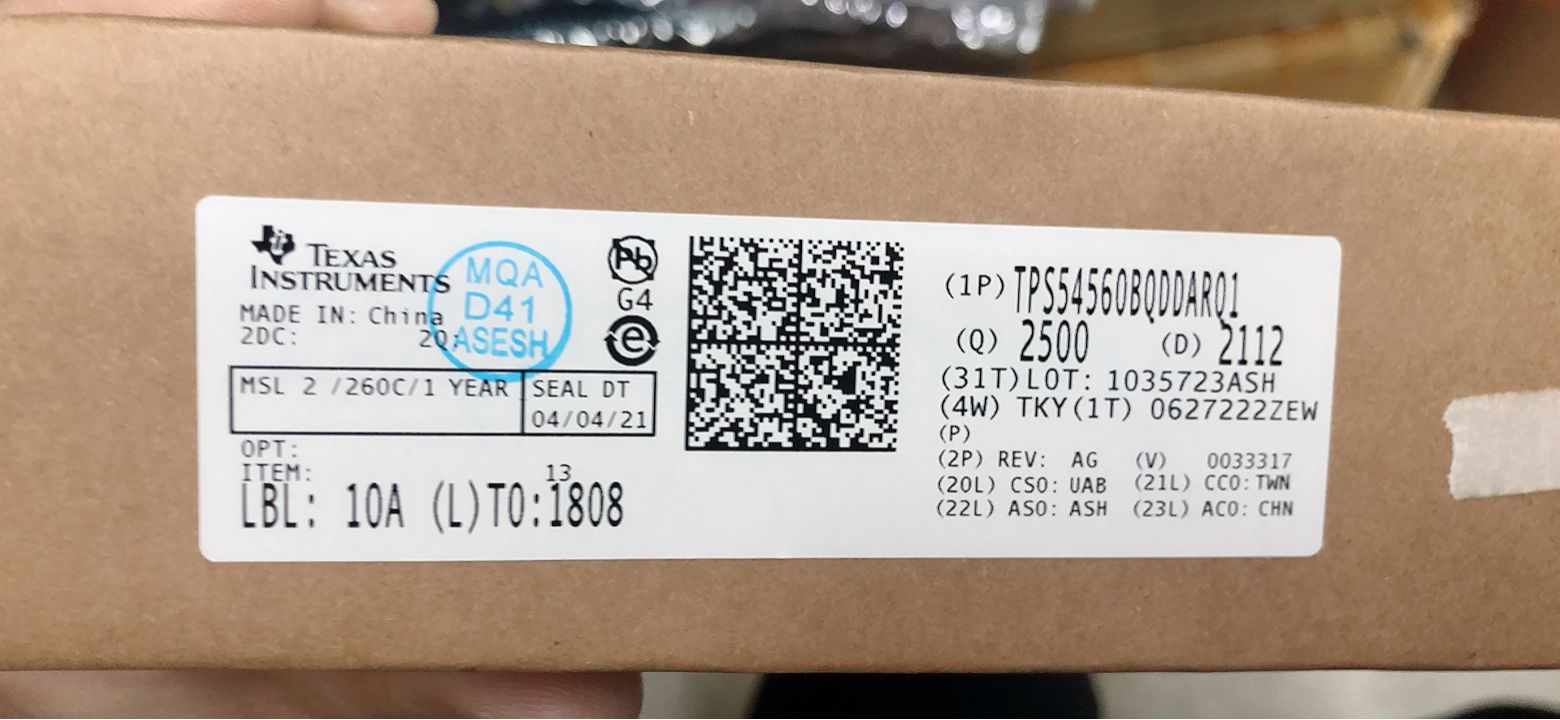 TEXAS
INSTRUMENTS
MADE IN: China
2DC: 2Q:
MQA
D41
ASESH
Pb
G4
e
MSL 2 /260C/1 YEAR
SEAL DT
04/04/21
OPT:
ITEM: 13
LBL: 10A (L)TO:1808
(1P) TPS54560BQDDARQ1
(Q) 2500 (D) 2112
(31T)LOT: 1035723ASH
(4W) TKY(1T) 0627222ZEW
(P)
(2P) REV: AG (V) 0033317
(20L) CSO: UAB (21L) CCO:TWN
(22L) ASO: ASH (23L) ACO: CHN